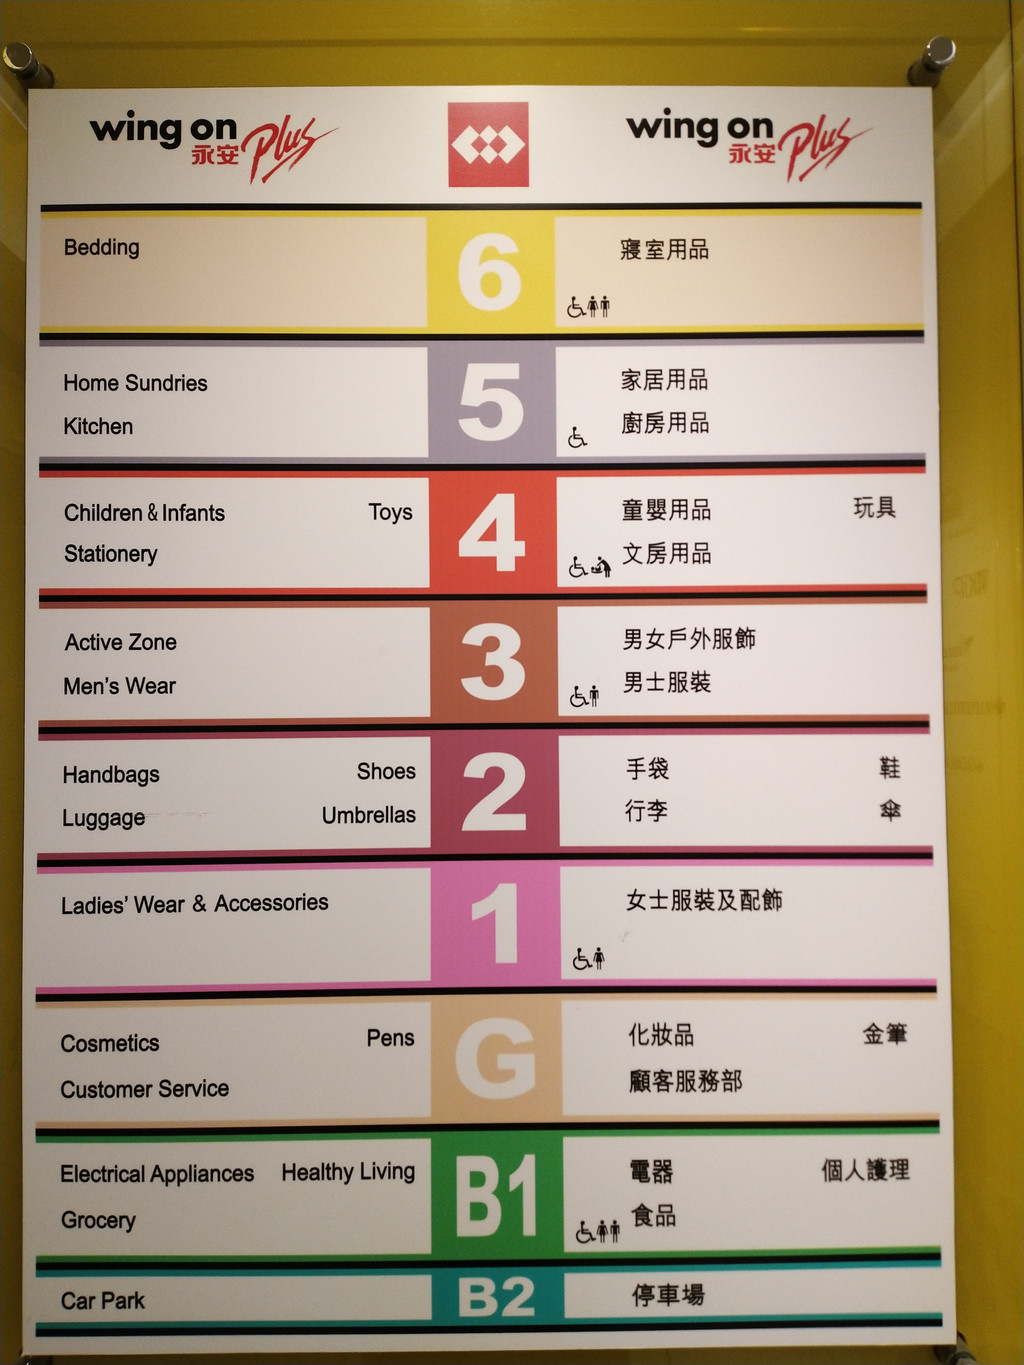 wing on
永安 Plus
wing on
永安 Plus
Bedding
6
寢室用品
Home Sundries
Kitchen
5
家居用品
廚房用品
Children & Infants Toys
Stationery
4
童嬰用品 玩具
文房用品
Active Zone
Men's Wear
3
男女戶外服飾
男士服裝
Handbags Shoes
Luggage Umbrellas
2
手袋 鞋
行李 傘
Ladies' Wear & Accessories
1
女士服裝及配飾
Cosmetics Pens
Customer Service
G
化妝品 金筆
顧客服務部
Electrical Appliances Healthy Living
Grocery
B1
電器 個人護理
食品
Car Park
B2
停車場